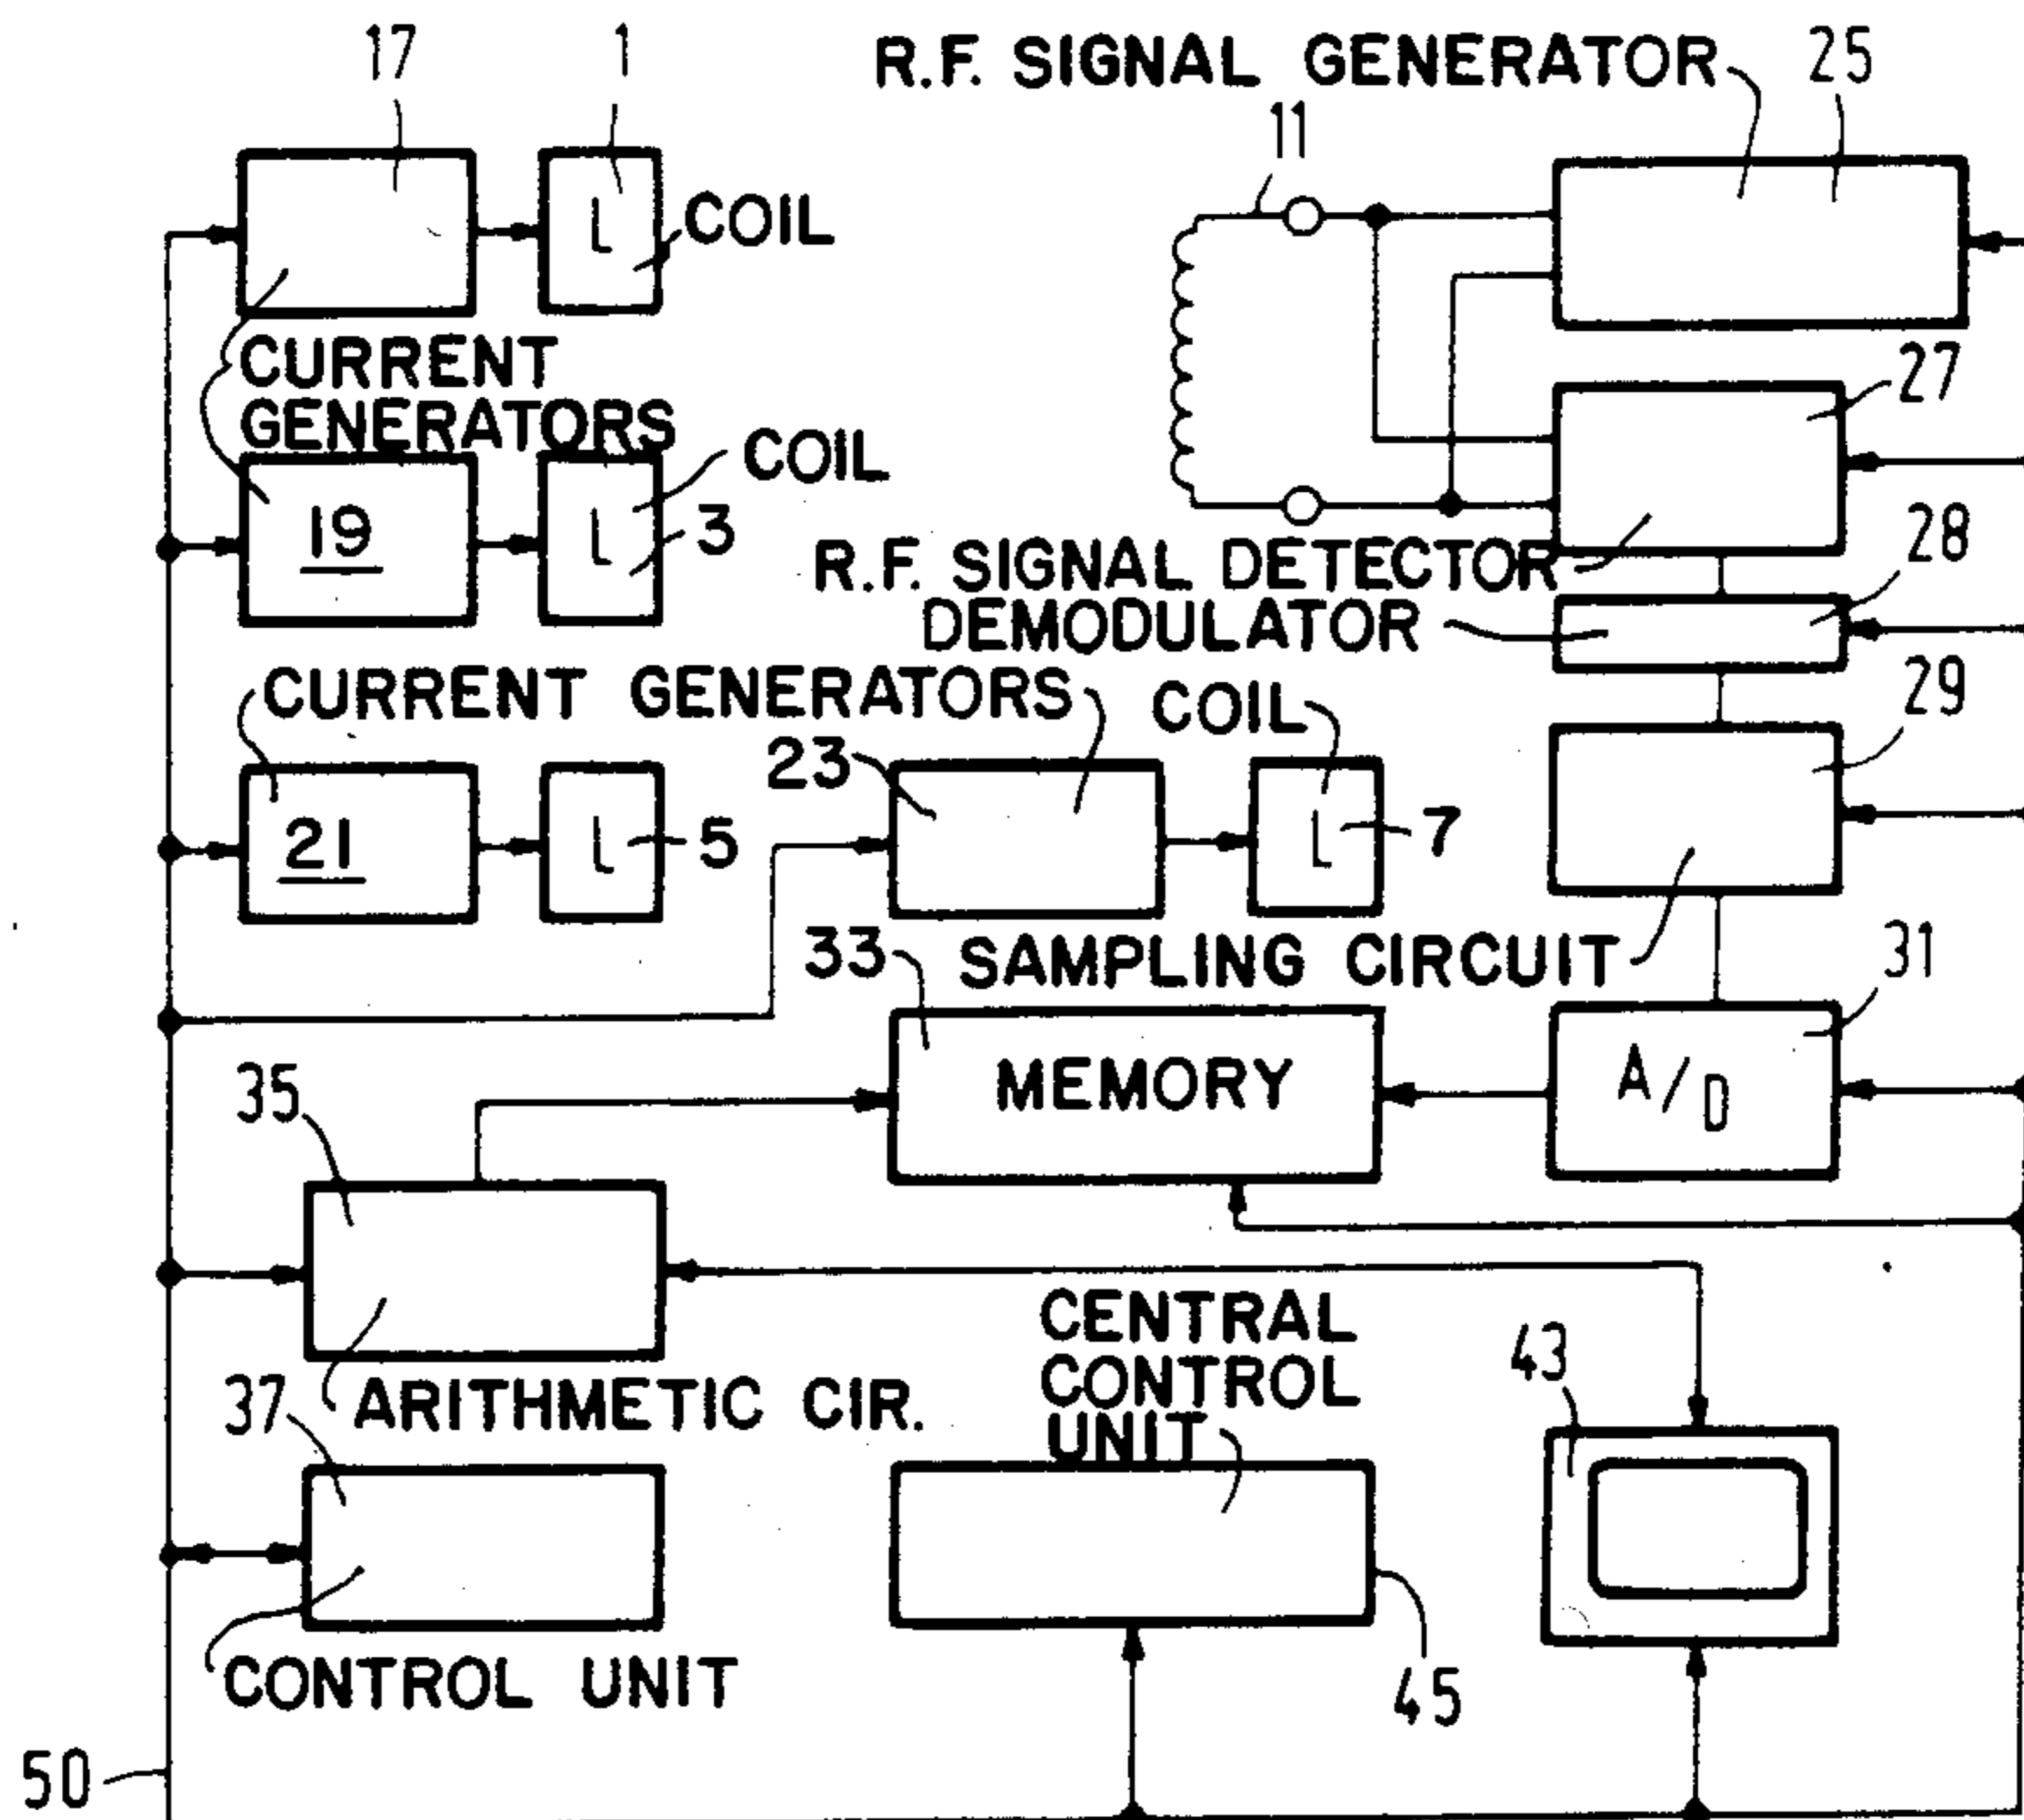 17
1
R.F. SIGNAL GENERATOR
25
11
L
COIL
CURRENT
GENERATORS
27
COIL
19
L
3
28
R.F. SIGNAL DETECTOR
DEMODULATOR
29
CURRENT GENERATORS
COIL
23
21
L
5
L
7
33
SAMPLING CIRCUIT
31
MEMORY
A/D
35
CENTRAL
CONTROL
UNIT
43
37
ARITHMETIC CIR.
CONTROL UNIT
45
50